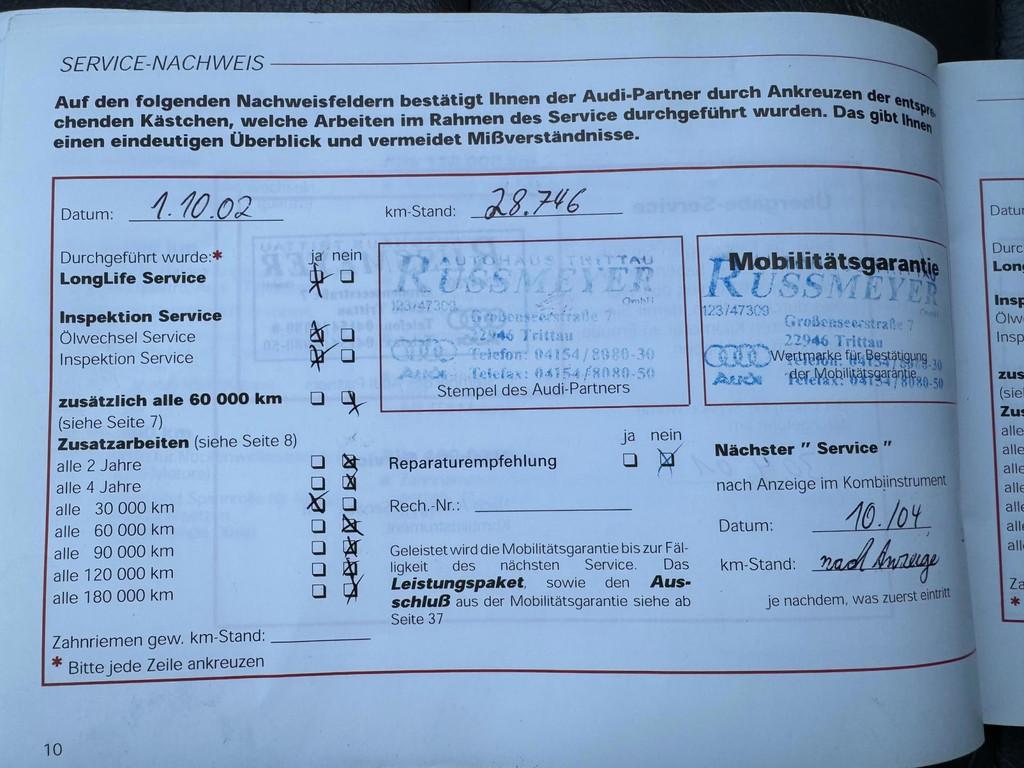 SERVICE-NACHWEIS
Auf den folgenden Nachweisfeldern bestätigt Ihnen der Audi-Partner durch Ankreuzen der entspre-
chenden Kästchen, welche Arbeiten im Rahmen des Service durchgeführt wurden. Das gibt Ihnen
einen eindeutigen Überblick und vermeidet Mißverständnisse.
Datum: 1.10.02
km-Stand: 28.746
Durchgeführt wurde:* ja nein
LongLife Service
Inspektion Service
Ölwechsel Service
Inspektion Service
zusätzlich alle 60 000 km
(siehe Seite 7)
Zusatzarbeiten (siehe Seite 8)
alle 2 Jahre
alle 4 Jahre
alle 30 000 km
alle 60 000 km
alle 90 000 km
alle 120 000 km
alle 180 000 km
Zahnriemen gew. km-Stand:
* Bitte jede Zeile ankreuzen
AUTOHAUS TRITTAU
RUSSMEYER
GmbH
123/47309
Großenseerstraße 7
22946 Trittau
Telefon: 04154/8080-30
Audi Telefax: 04154/8080-50
Stempel des Audi-Partners
Mobilitätsgarantie
RUSSMEYER
123/47309
Großenseerstraße 7
22946 Trittau
Wertmarke für Bestätigung
der Mobilitätsgarantie
Audi Telefax: 04154/8080-50
ja nein
Reparaturempfehlung
Rech.-Nr.:
Geleistet wird die Mobilitätsgarantie bis zur Fäl-
ligkeit des nächsten Service. Das
Leistungspaket, sowie den Aus-
schluß aus der Mobilitätsgarantie siehe ab
Seite 37
Nächster " Service "
nach Anzeige im Kombiinstrument
Datum: 10./04
km-Stand: nach Anzeige
je nachdem, was zuerst eintritt
10